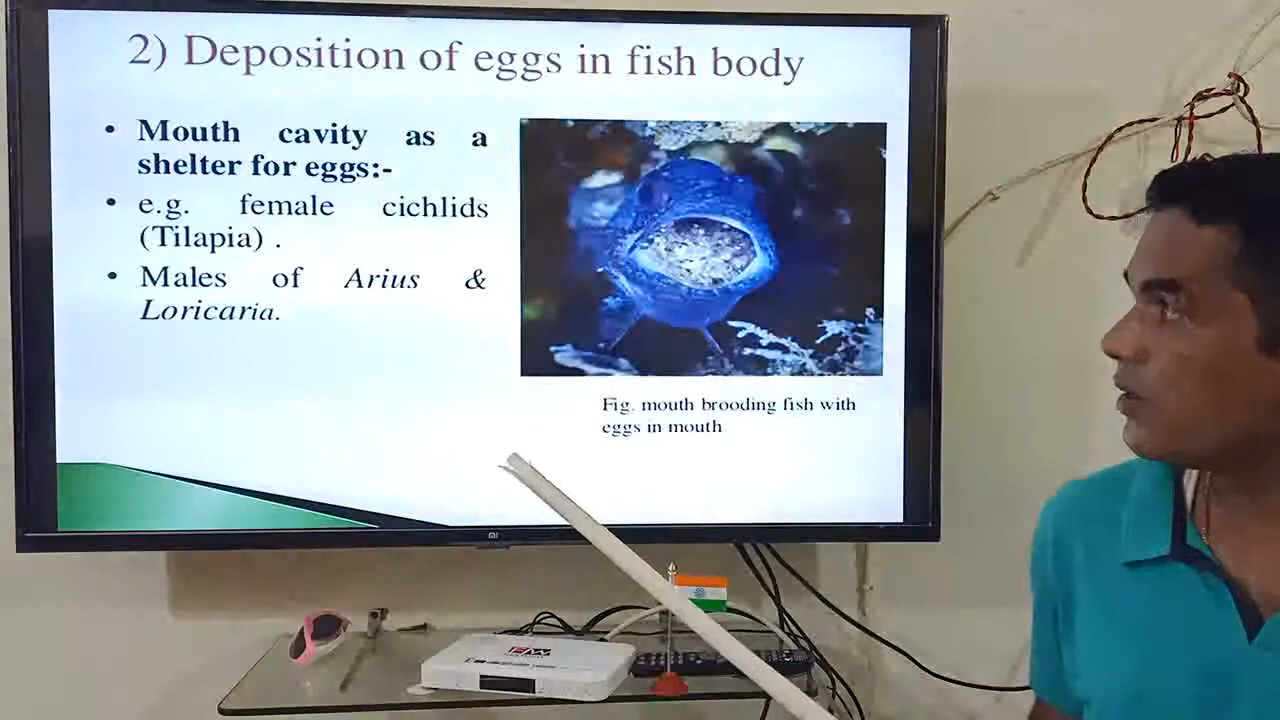 2) Deposition of eggs in fish body
• Mouth cavity as a
shelter for eggs:-
• e.g. female cichlids
(Tilapia) .
• Males of Arius &
Loricaria.
Fig. mouth brooding fish with
eggs in mouth
mi